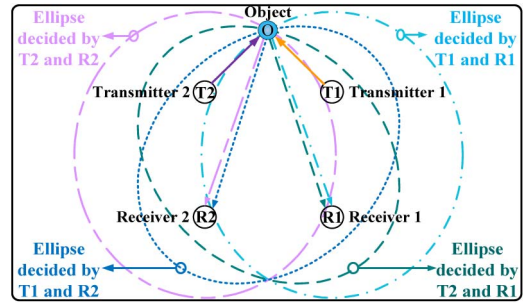 Object
O
Ellipse
decided by
T2 and R2
Ellipse
decided by
T1 and R1
Transmitter 2
T2
T1
Transmitter 1
Receiver 2
R2
R1
Receiver 1
Ellipse
decided by
T1 and R2
Ellipse
decided by
T2 and R1